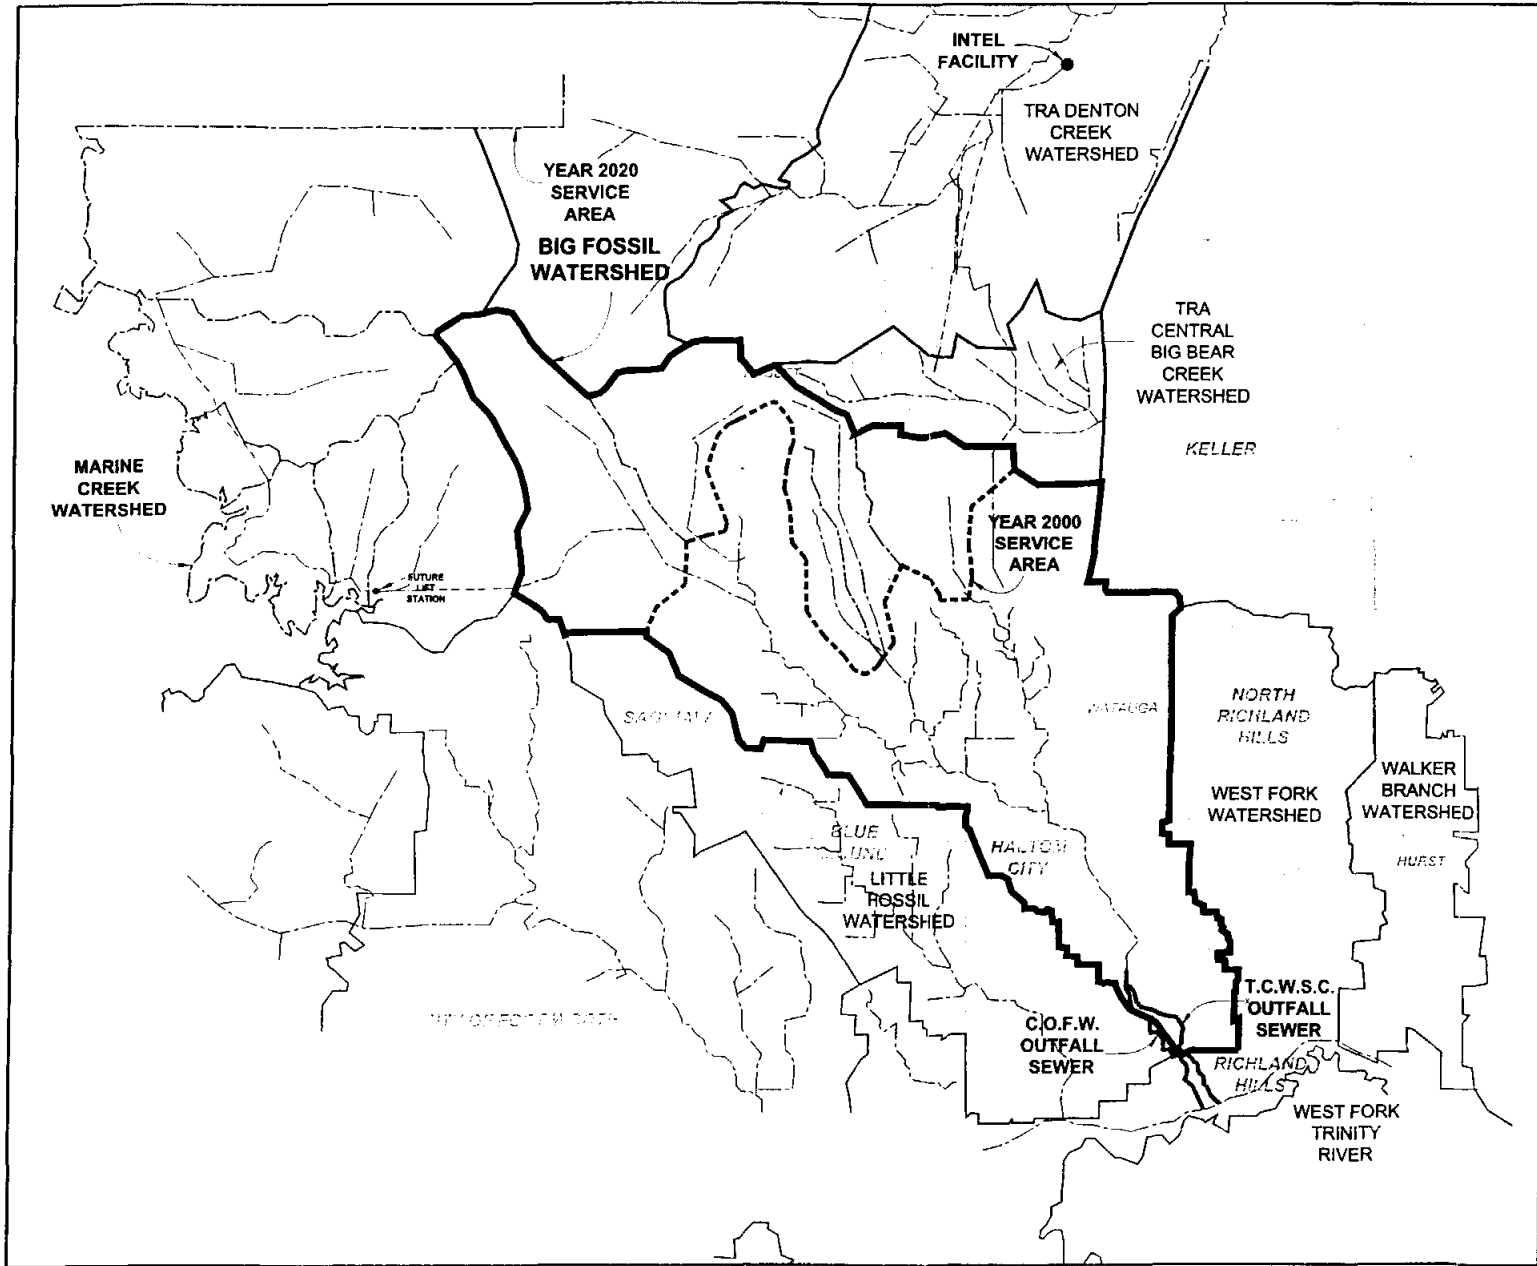 INTEL
FACILITY
TRA DENTON
CREEK
WATERSHED
YEAR 2020
SERVICE
AREA
BIG FOSSIL
WATERSHED
TRA
CENTRAL
BIG BEAR
CREEK
WATERSHED
KELLER
MARINE
CREEK
WATERSHED
YEAR 2000
SERVICE
AREA
FUTURE
LIFT
STATION
WATAUGA
NORTH
RICHLAND
HILLS
WALKER
BRANCH
WATERSHED
WEST FORK
WATERSHED
BLUE
HALTOM
CITY
HURST
LITTLE
FOSSIL
WATERSHED
T.C.W.S.C.
OUTFALL
SEWER
C.O.F.W.
OUTFALL
SEWER
RICHLAND
HILLS
WEST FORK
TRINITY
RIVER